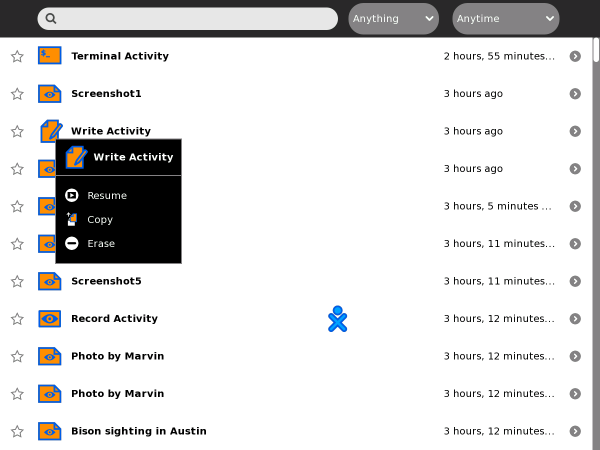 Anything
Anytime
Terminal Activity 2 hours, 55 minutes...
Screenshot1 3 hours ago
Write Activity 3 hours ago
Write Activity 3 hours ago
Resume 3 hours, 5 minutes ...
Copy
Erase 3 hours, 11 minutes...
Screenshot5 3 hours, 11 minutes...
Record Activity 3 hours, 12 minutes...
Photo by Marvin 3 hours, 12 minutes...
Photo by Marvin 3 hours, 12 minutes...
Bison sighting in Austin 3 hours, 12 minutes...